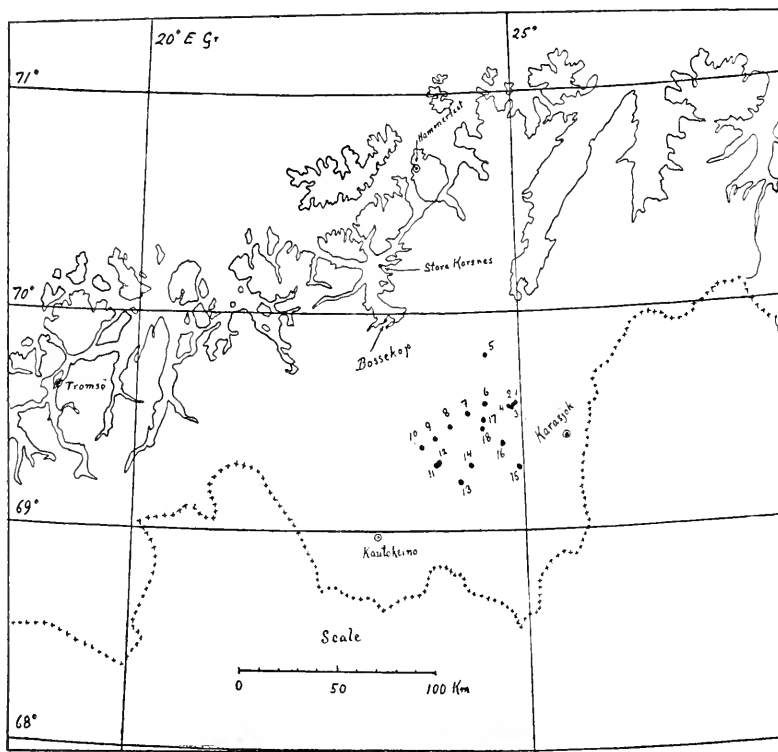 20° E Gr
25°
71°
Hammerfest
Store Korsnes
70°
Bossekop
5
Tromsø
6
2 1
7
4
3
8
17
Karasjok
9
18
10
16
12
14
11
15
13
69°
Kautokeino
Scale
0 50 100 Km
68°